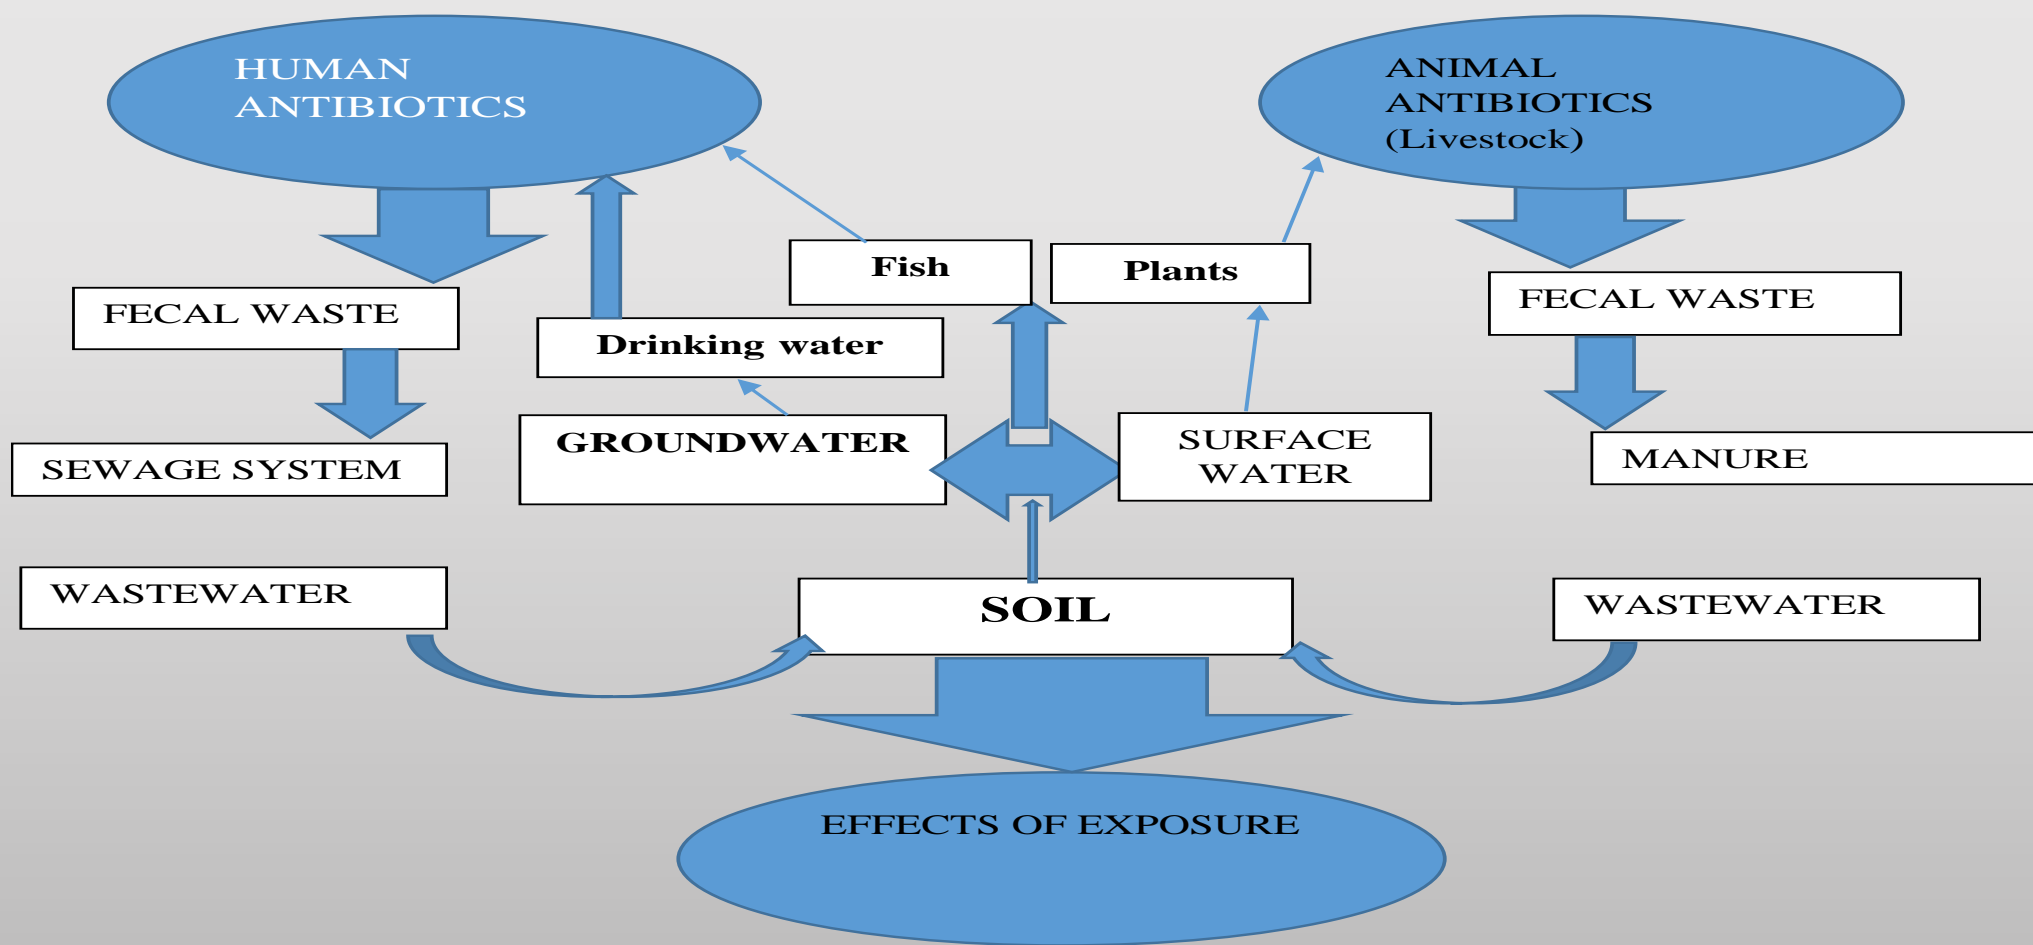 HUMAN
ANTIBIOTICS
ANIMAL
ANTIBIOTICS
(Livestock)
Fish
Plants
FECAL WASTE
FECAL WASTE
Drinking water
GROUNDWATER
SURFACE
WATER
SEWAGE SYSTEM
MANURE
WASTEWATER
SOIL
WASTEWATER
EFFECTS OF EXPOSURE